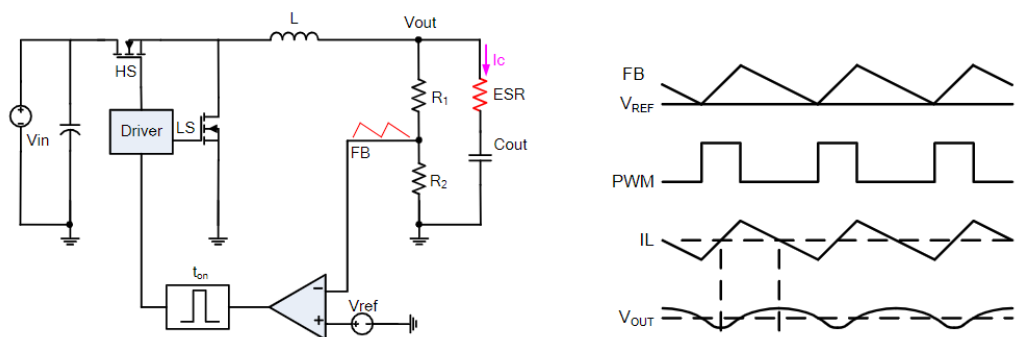 L
Vout
Ic
HS
R1
ESR
Driver
LS
Vin
FB
Cout
R2
ton
Vref
−
+
FB
VREF
PWM
IL
VOUT